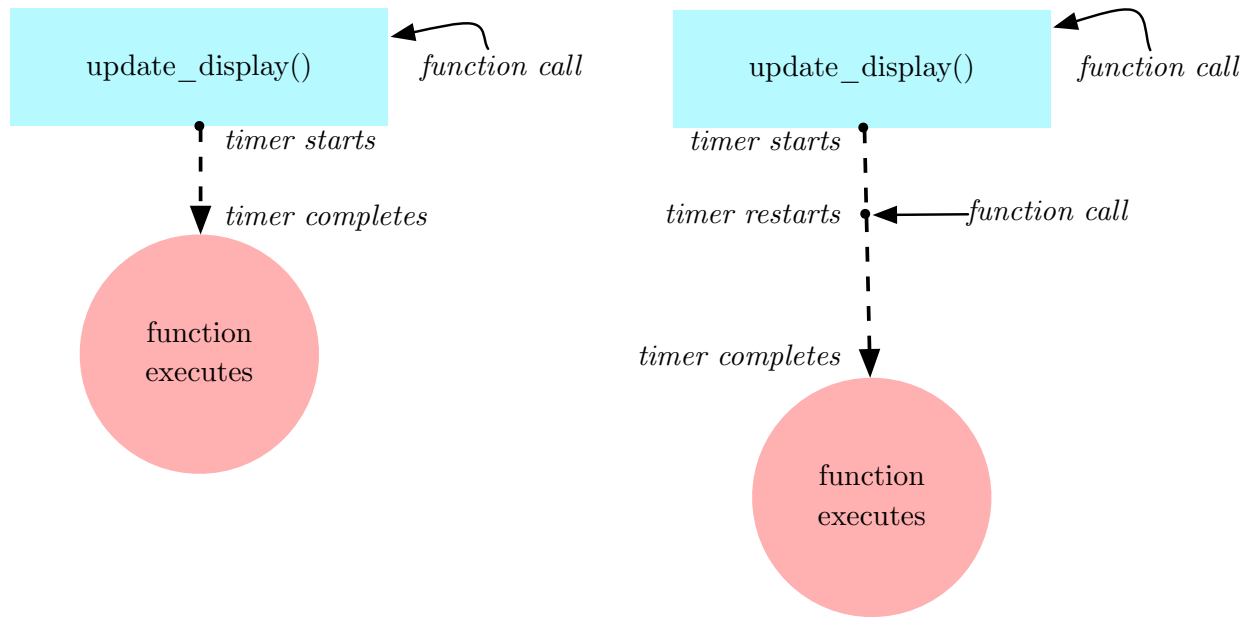 update_display()
function call
timer starts
timer completes
function
executes
update_display()
function call
timer starts
timer restarts
function call
timer completes
function
executes